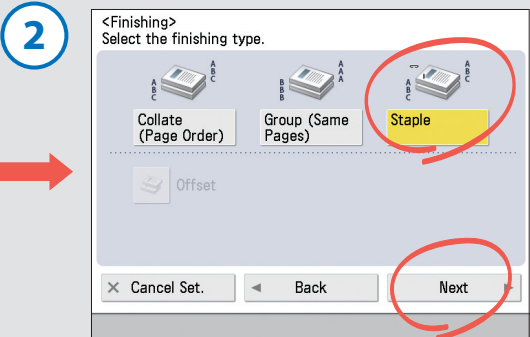 2
<Finishing>
Select the finishing type.
A
B
C
A
B
C
B
B
B
A
A
A
A
B
C
A
B
C
Collate
(Page Order)
Group (Same
Pages)
Staple
Offset
Cancel Set.
Back
Next